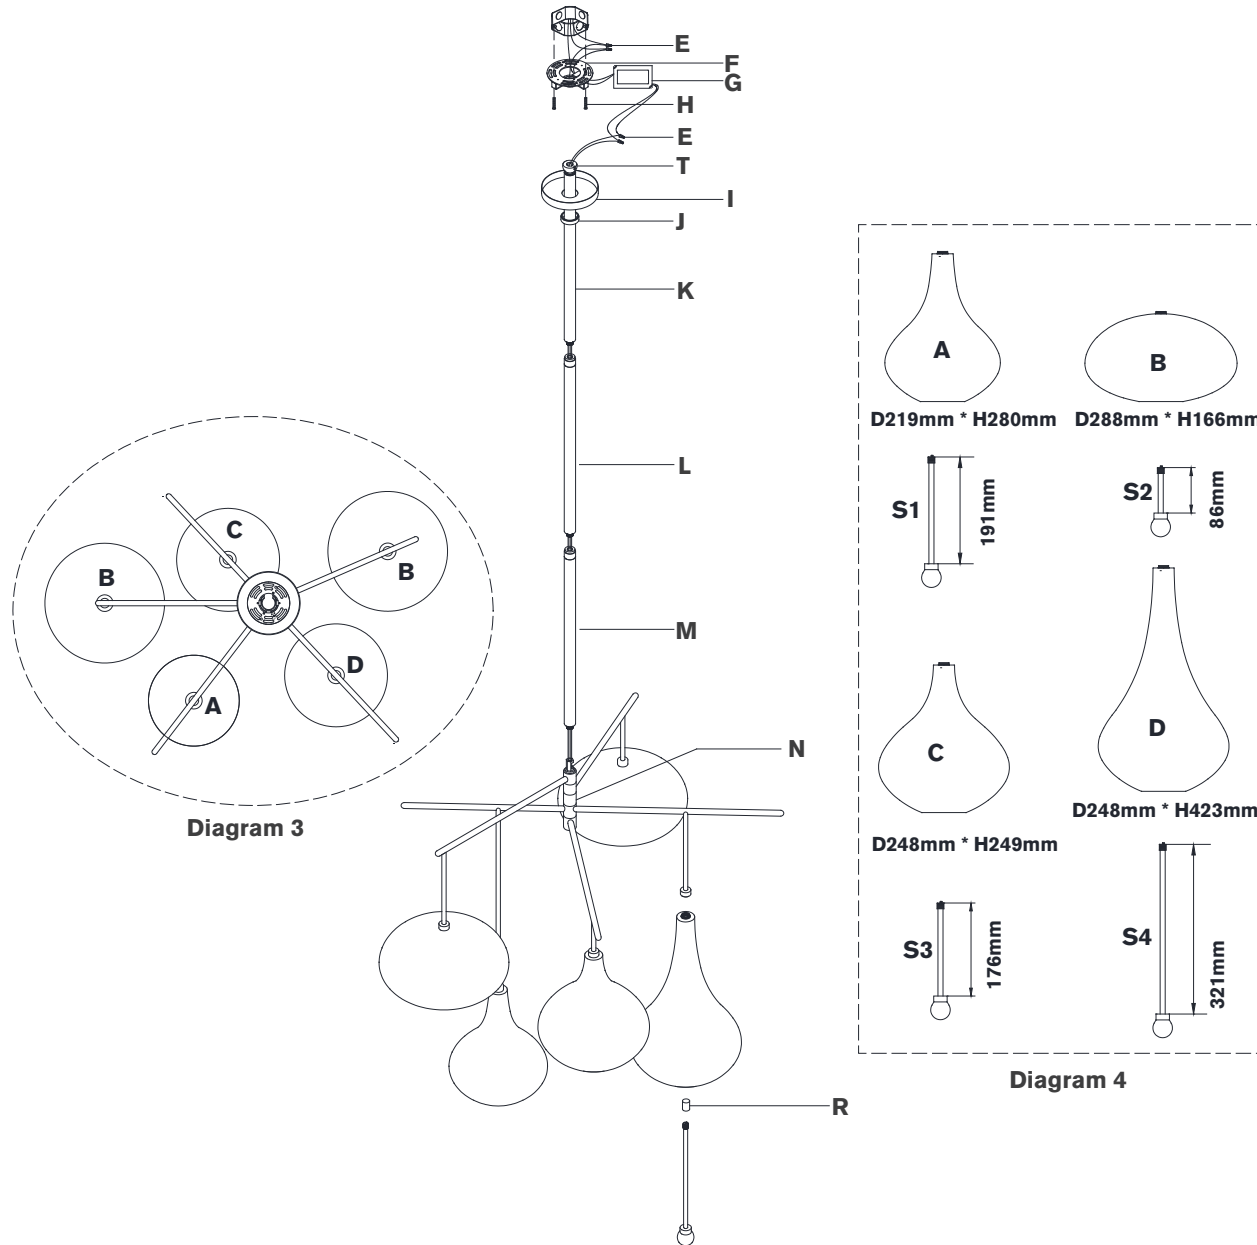 E
F
G
H
E
T
I
J
K
L
M
N
R
C
B
B
D
A
Diagram 3
A
B
D219mm * H280mm
D288mm * H166mm
S1
191mm
S2
86mm
C
D
D248mm * H249mm
D248mm * H423mm
S3
176mm
S4
321mm
Diagram 4